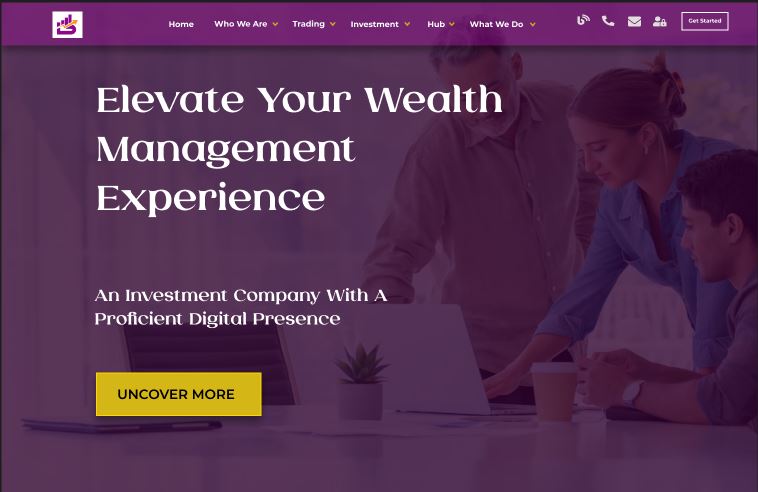 Home Who We Are Trading Investment Hub What We Do Get Started
Elevate Your Wealth
Management
Experience
An Investment Company With A
Proficient Digital Presence
UNCOVER MORE